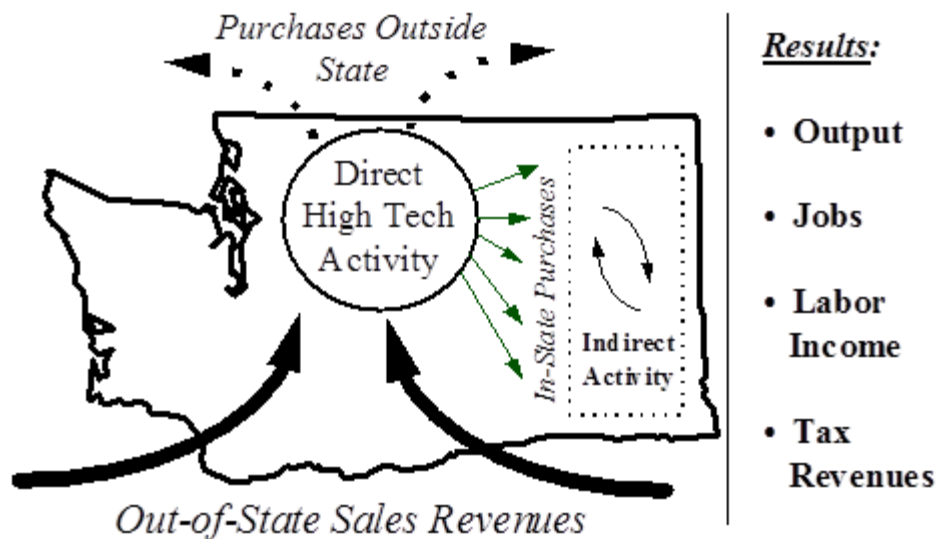 Purchases Outside
State
Direct
High Tech
Activity
In-State Purchases
Indirect
Activity
Out-of-State Sales Revenues
Results:
• Output
• Jobs
• Labor
Income
• Tax
Revenues